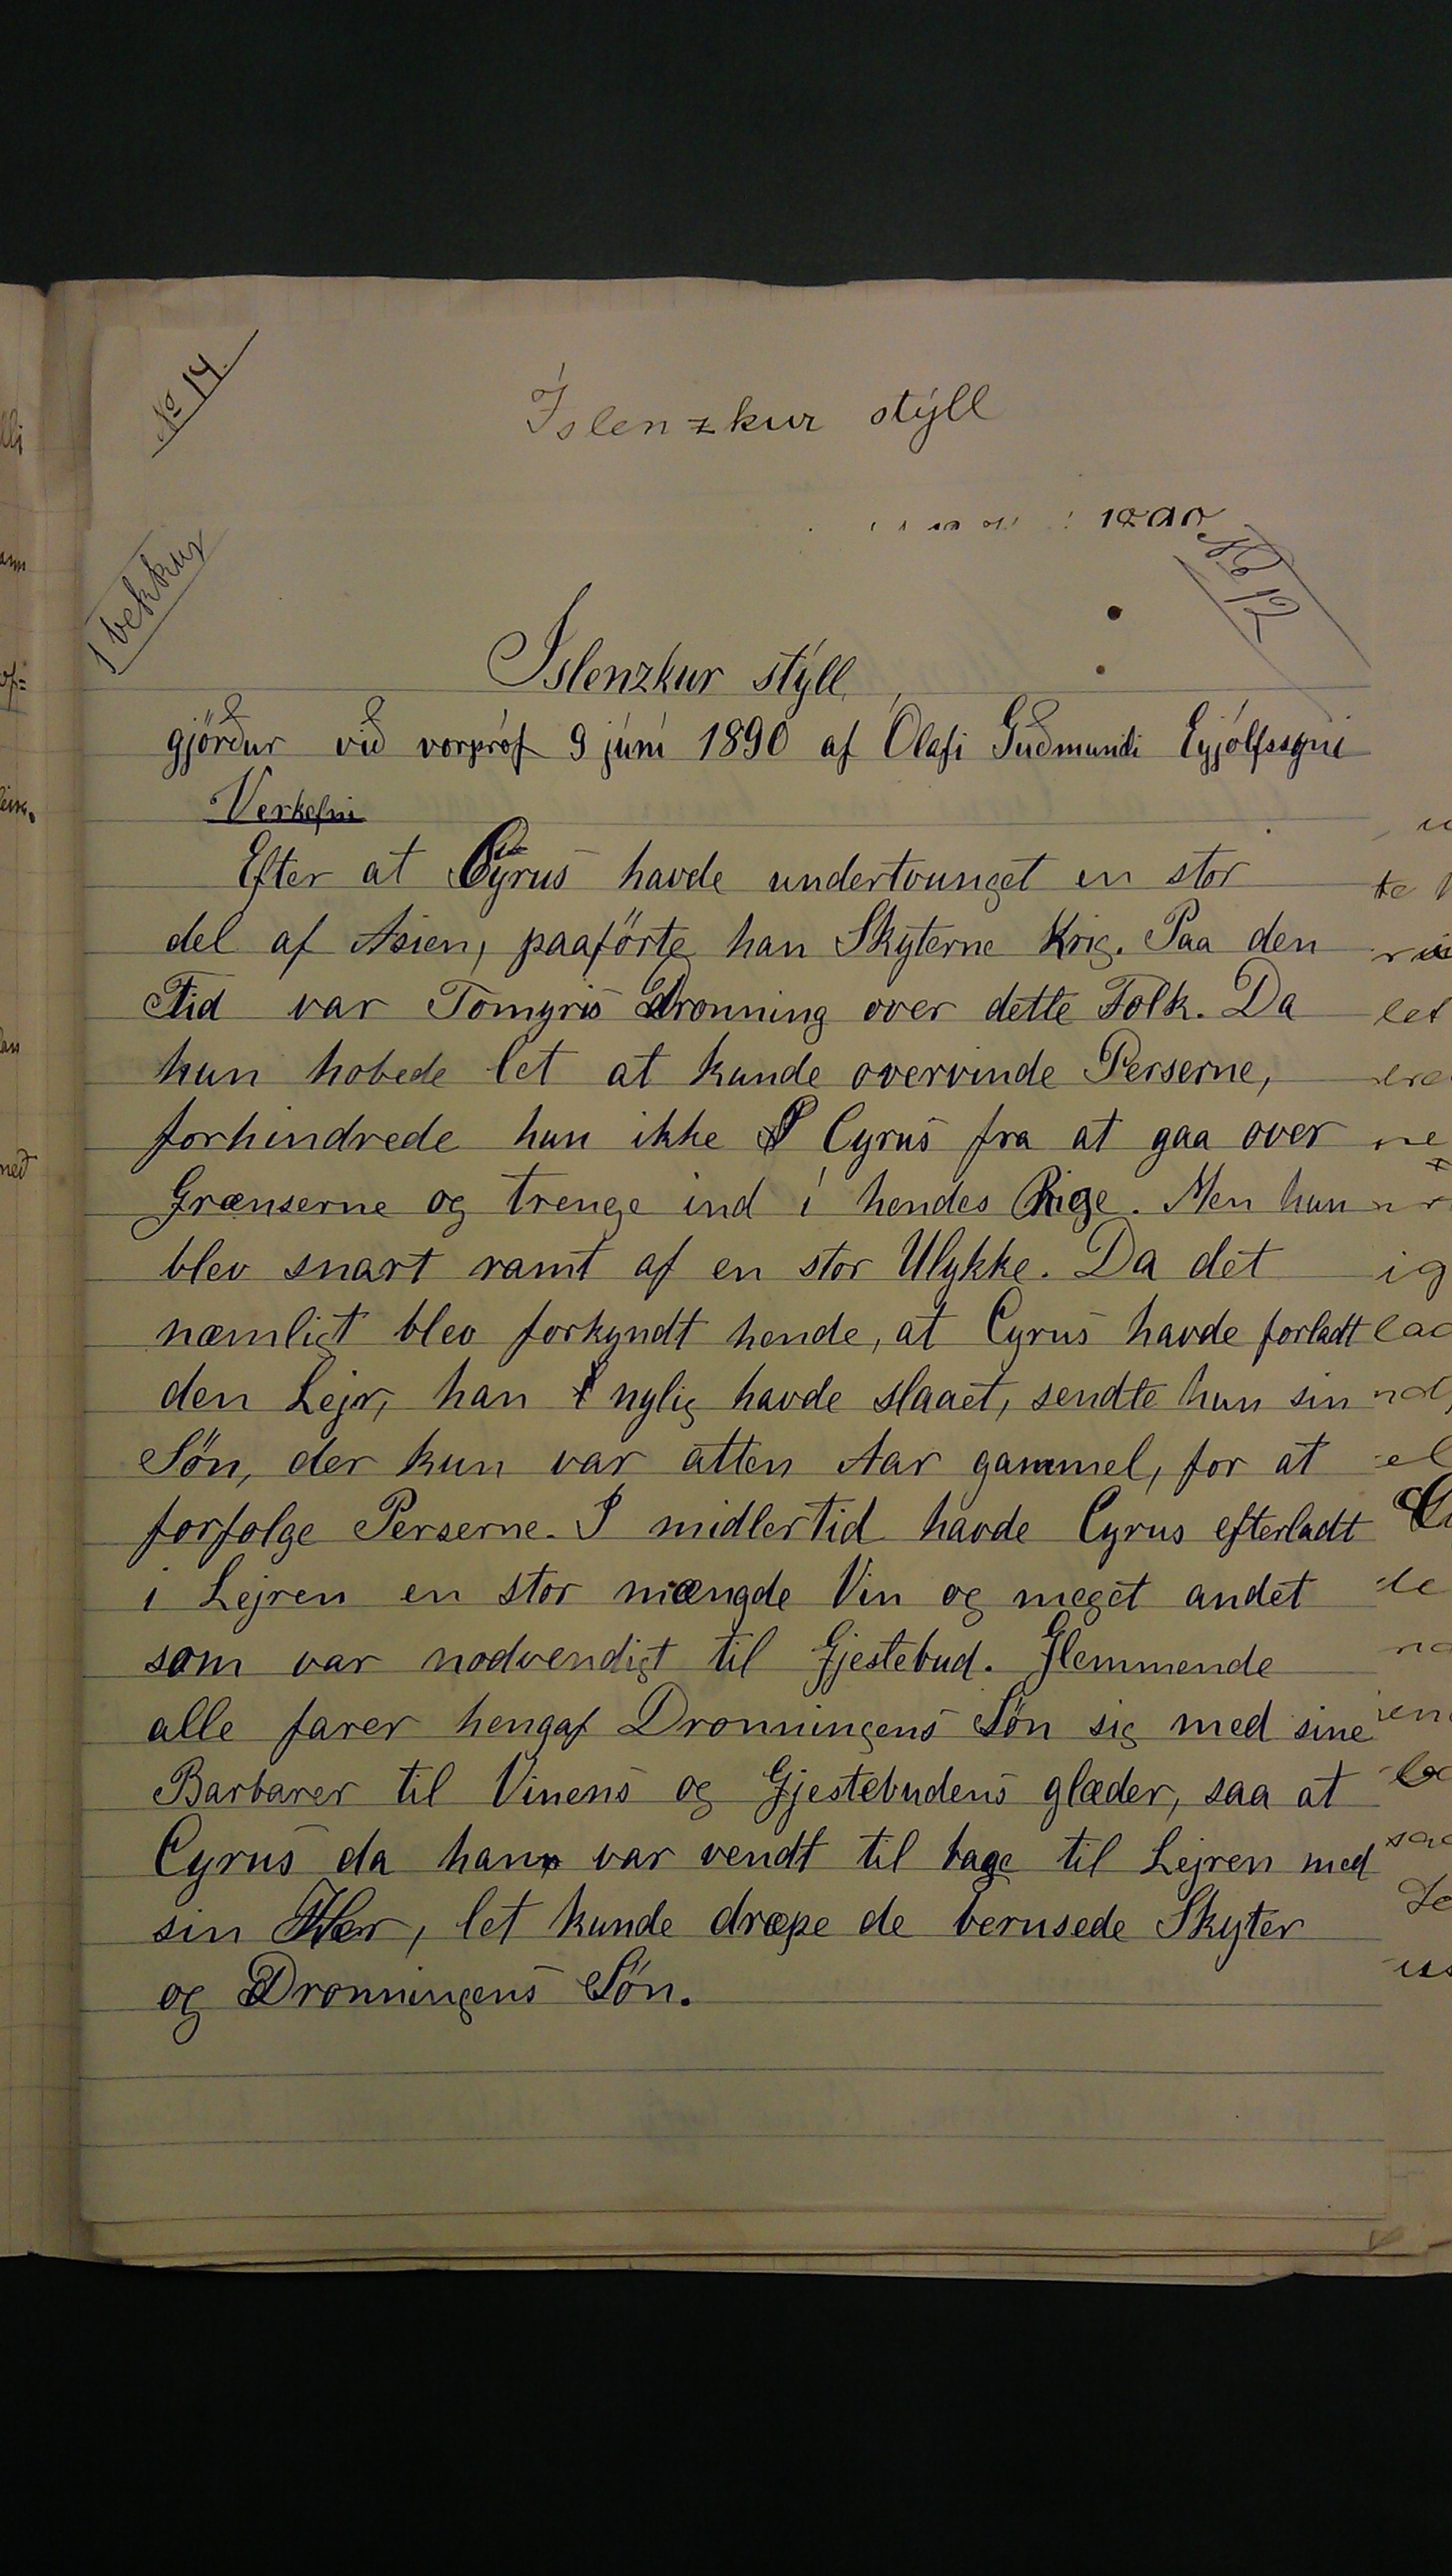 No 14.
Íslenzkur stýll
1 bekkur
No 12
Íslenzkur stýll
gjörður við vorpróf 9 júní 1890 af Ólafi Guðmundi Eyjólfssyni
Verkefni
Efter at Cyrus havde undertvunget en stor
del af Asien, paaförte han Skyterne Krig. Paa den
Tid var Tomyris Dronning over dette Folk. Da
hun hobede let at kunde overvinde Perserne,
forhindrede hun ikke Cyrus fra at gaa over
Grænserne og trenge ind i hendes Rige. Men hun
blev snart ramt af en stor Ulykke. Da det
næmligt blev forkyndt hende, at Cyrus havde forladt
den Lejr, han nylig havde slaaet, sendte hun sin
Sön, der kun var atten Aar gammel, for at
forfolge Perserne. I midlertid havde Cyrus efterladt
i Lejren en stor mængde Vin og meget andet
som var nodvendigt til Gjestebud. Glemmende
alle farer hengaf Dronningens Sön sig med sine
Barbarer til Vinens og Gjestebudens glæder, saa at
Cyrus da han var vendt til bage til Lejren med
sin Hær, let kunde dræpe de berusede Skyter
og Dronningens Sön.